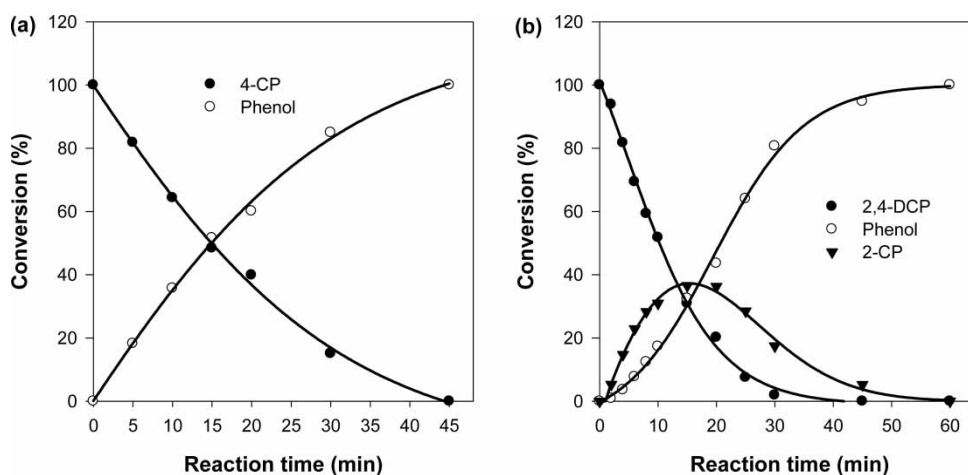 (a)
120
100
80
60
40
20
0
Conversion (%)
4-CP
Phenol
0 5 10 15 20 25 30 35 40 45
Reaction time (min)
(b)
120
100
80
60
40
20
0
Conversion (%)
2,4-DCP
Phenol
2-CP
0 10 20 30 40 50 60
Reaction time (min)